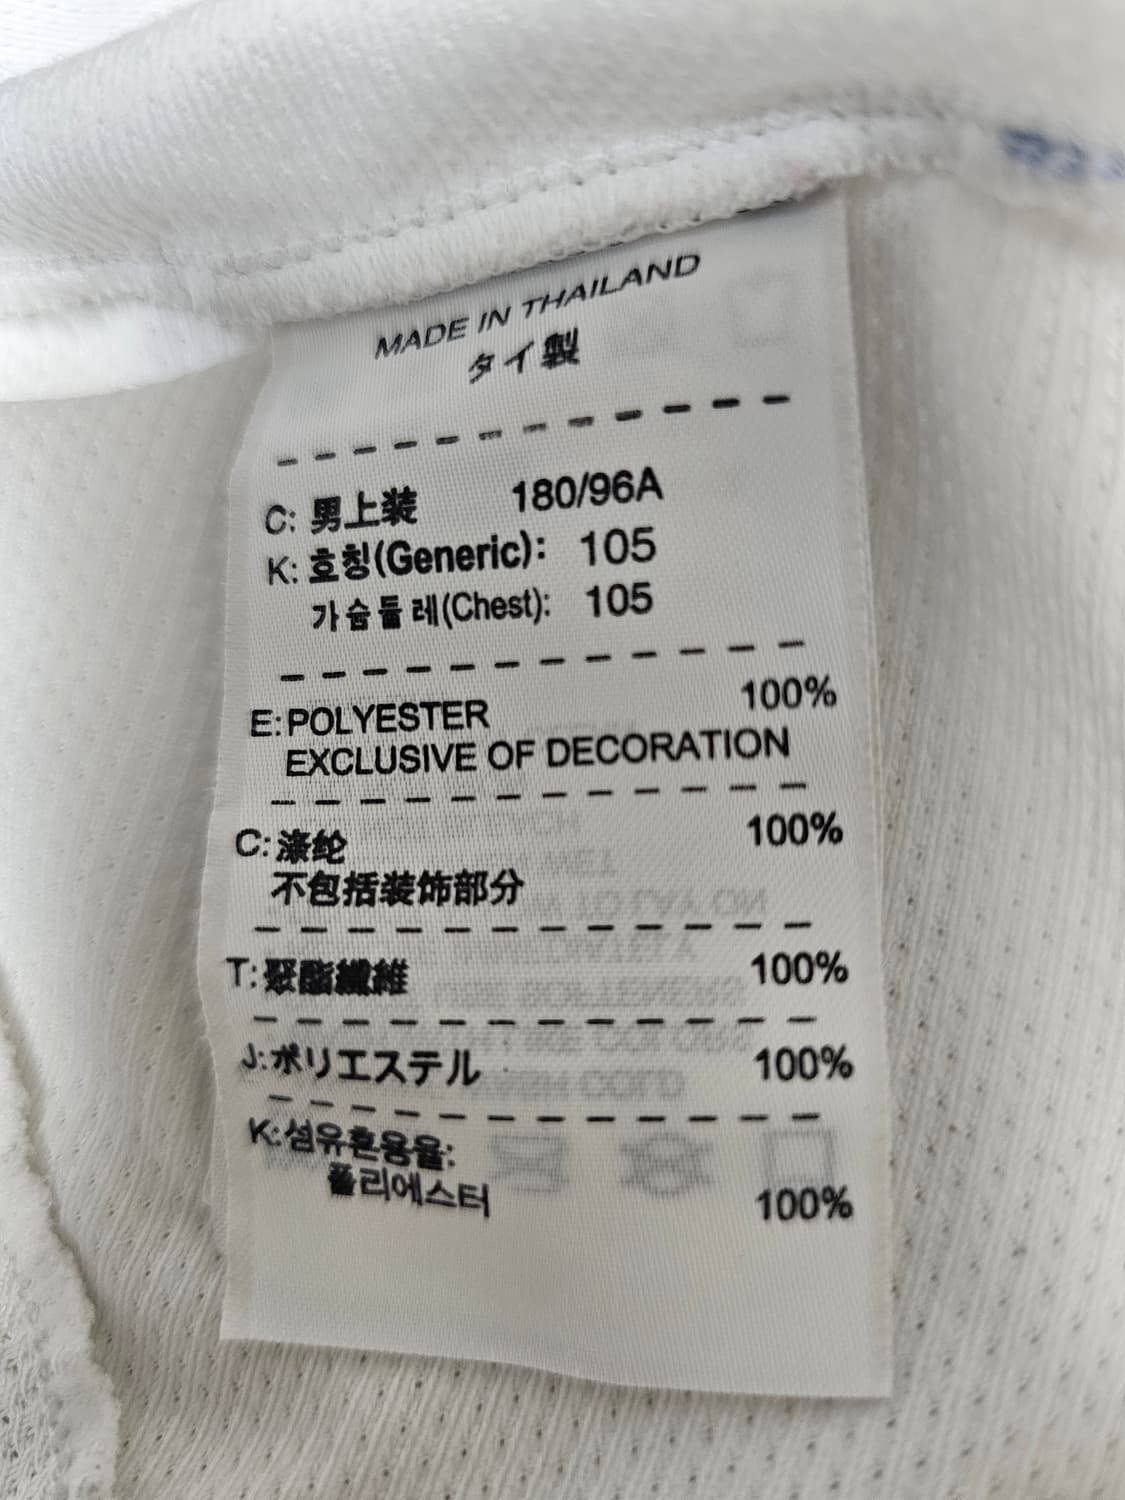 MADE IN THAILAND
タイ製
C: 男上装 180/96A
K: 호칭(Generic): 105
가슴둘레(Chest): 105
E: POLYESTER 100%
EXCLUSIVE OF DECORATION
C: 涤纶 100%
不包括装饰部分
T: 聚酯纖維 100%
J: ポリエステル 100%
K: 섬유혼용율:
폴리에스터 100%